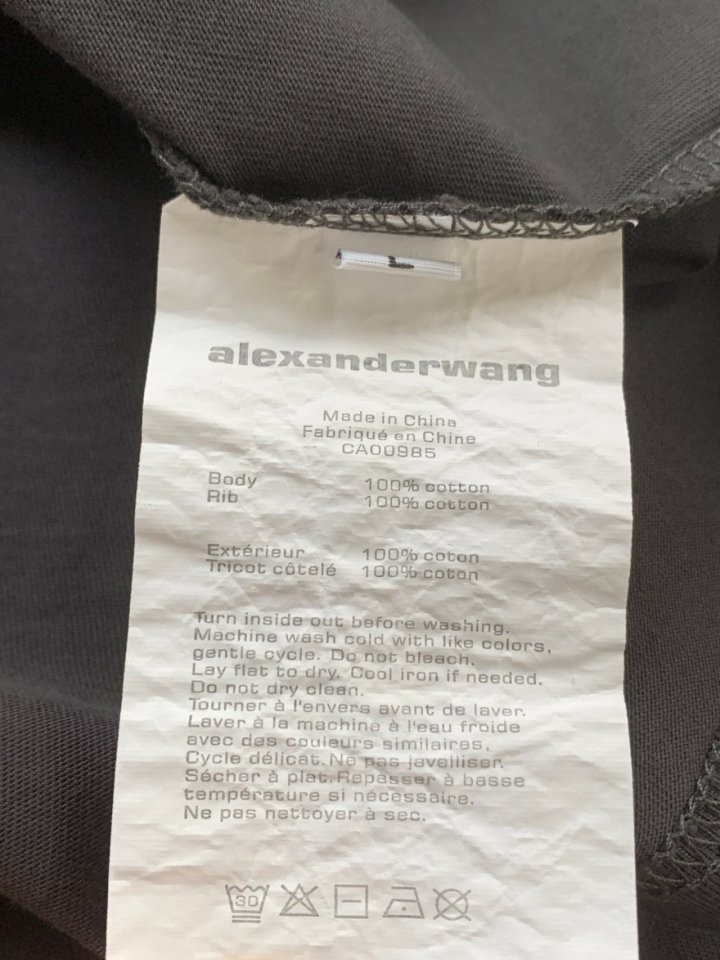 L
alexanderwang
Made in China
Fabriqué en Chine
CA00985
Body 100% cotton
Rib 100% cotton
Extérieur 100% coton
Tricot côtelé 100% coton
Turn inside out before washing.
Machine wash cold with like colors,
gentle cycle. Do not bleach.
Lay flat to dry. Cool iron if needed.
Do not dry clean.
Tourner à l'envers avant de laver.
Laver à la machine à l'eau froide
avec des couleurs similaires,
Cycle délicat. Ne pas javelliser.
Sécher à plat. Repasser à basse
température si nécessaire.
Ne pas nettoyer à sec.
30